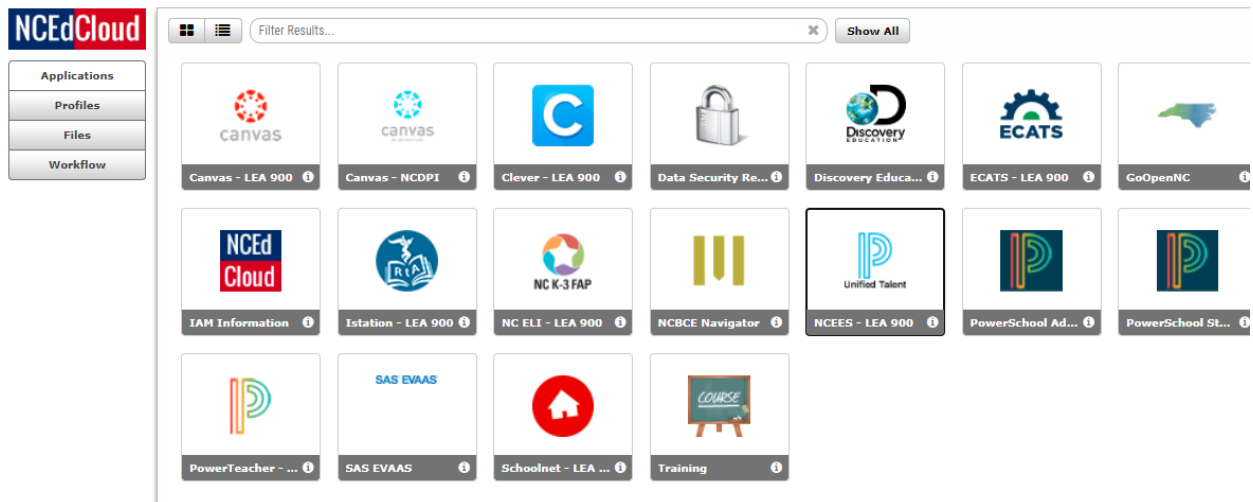 NCEdCloud
Filter Results...
Show All
Applications
Profiles
Files
Workflow
canvas
Canvas - LEA 900
canvas
Canvas - NCDPI
C
Clever - LEA 900
Data Security Re...
Discovery
EDUCATION
Discovery Educa...
ECATS
ECATS - LEA 900
GoOpenNC
NCEd
Cloud
IAM Information
RtA
Istation - LEA 900
NC K-3 FAP
NC ELI - LEA 900
NCBCE Navigator
Unified Talent
NCEES - LEA 900
PowerSchool Ad...
PowerSchool St...
PowerTeacher - ...
SAS EVAAS
SAS EVAAS
Schoolnet - LEA ...
COURSE
Training